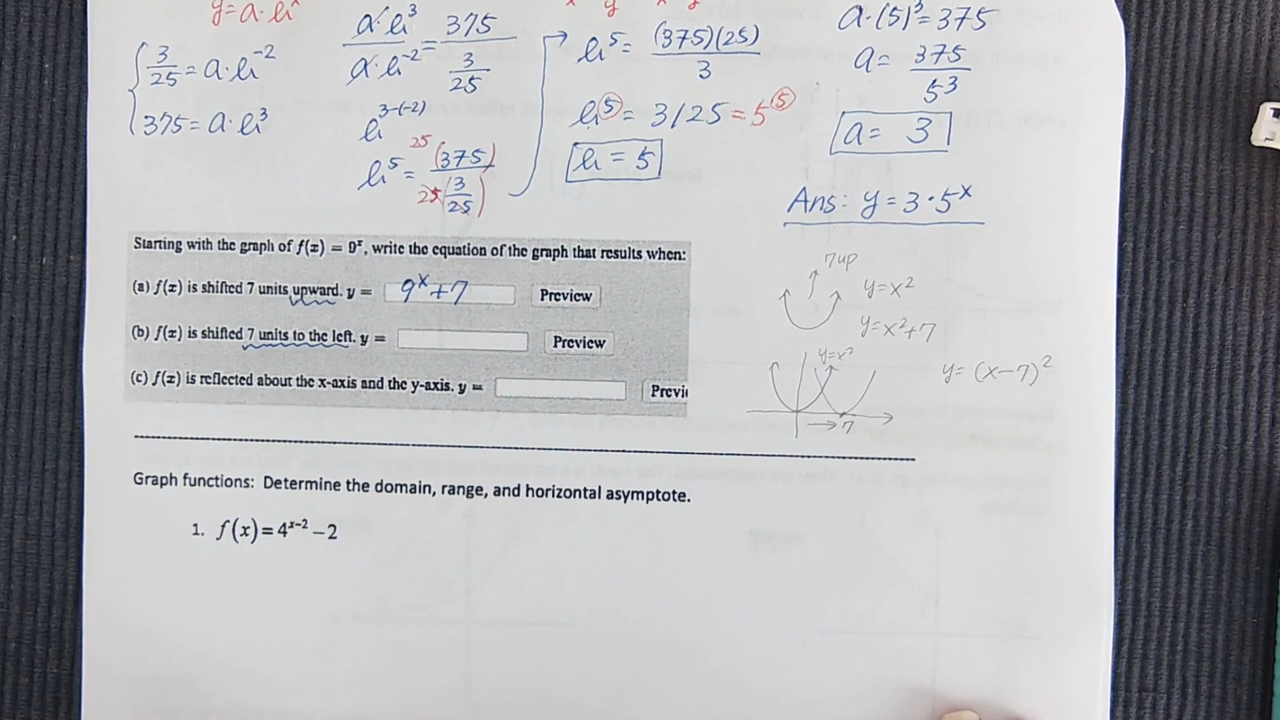 y=a·b
3/25 = a·b^-2
375 = a·b^3
a·b^3/a·b^-2 = 375/(3/25)
b^3-(-2)
b^5 = 25(375)/25(3/25)
b^5 = (375)(25)/3
b^5 = 3125 = 5^5
b = 5
a·(5)^3 = 375
a = 375/5^3
a = 3
Ans: y = 3·5^x
Starting with the graph of f(x) = 9^x, write the equation of the graph that results when:
(a) f(x) is shifted 7 units upward. y = 9^x+7 Preview
(b) f(x) is shifted 7 units to the left. y = Preview
(c) f(x) is reflected about the x-axis and the y-axis. y = Previ
7up
y=x^2
y=x^2+7
y=x^2
→7
y=(x-7)^2
Graph functions: Determine the domain, range, and horizontal asymptote.
1. f(x)=4^x-2 -2